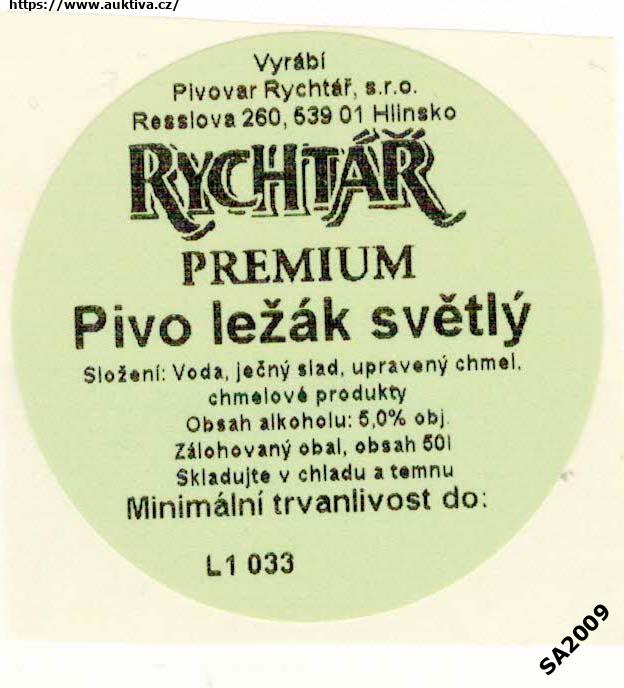 https://www.auktiva.cz/
Vyrábí
Pivovar Rychtář, s.r.o.
Resslova 260, 539 01 Hlinsko
RYCHTÁŘ
PREMIUM
Pivo ležák světlý
Složení: Voda, ječný slad, upravený chmel,
chmelové produkty
Obsah alkoholu: 5,0% obj.
Zálohovaný obal, obsah 50l
Skladujte v chladu a temnu
Minimální trvanlivost do:
L1 033
SA2009